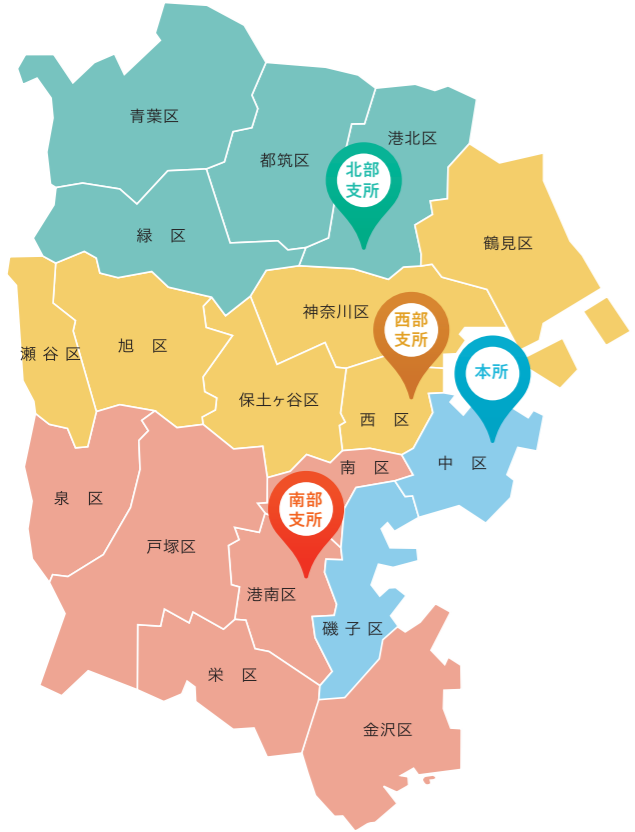 青葉区
都筑区
港北区
北部
支所
緑　区
鶴見区
神奈川区
西部
支所
瀬 谷 区
旭　区
本所
保土ヶ谷区
西　区
中　区
南　区
泉　区
南部
支所
戸塚区
港南区
磯 子 区
栄　区
金沢区